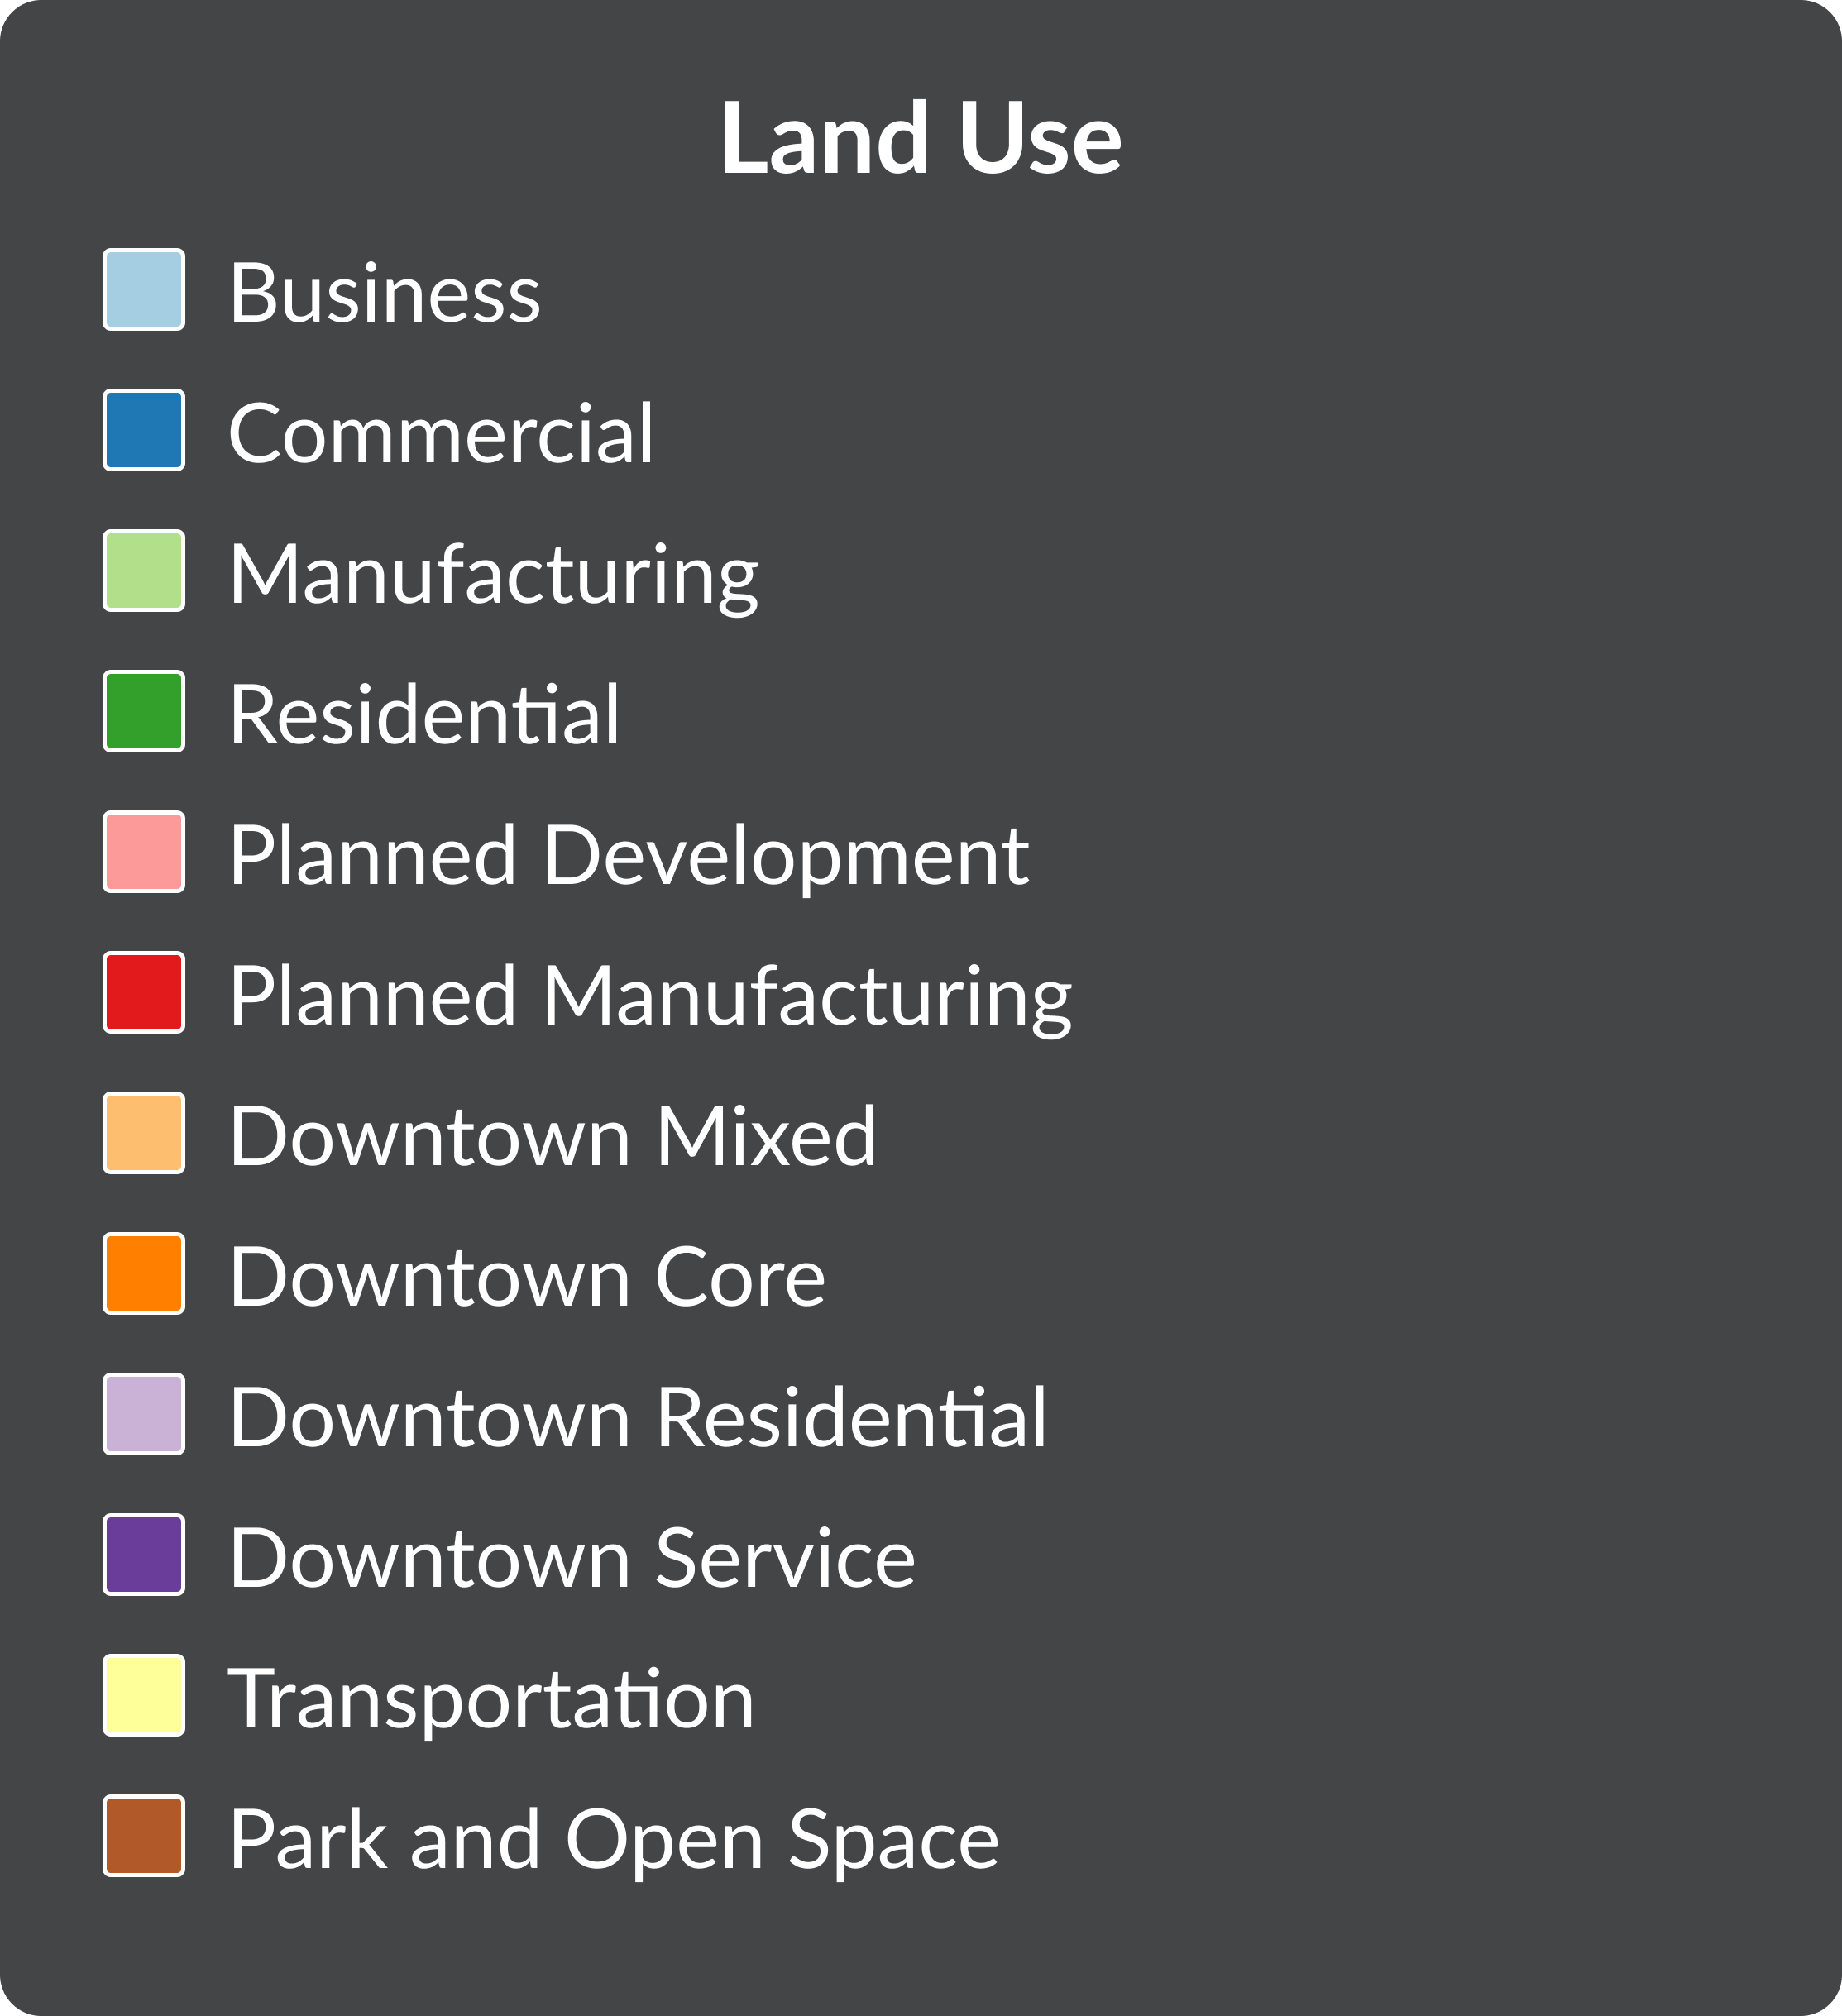 Land Use
Business
Commercial
Manufacturing
Residential
Planned Development
Planned Manufacturing
Downtown Mixed
Downtown Core
Downtown Residential
Downtown Service
Transportation
Park and Open Space